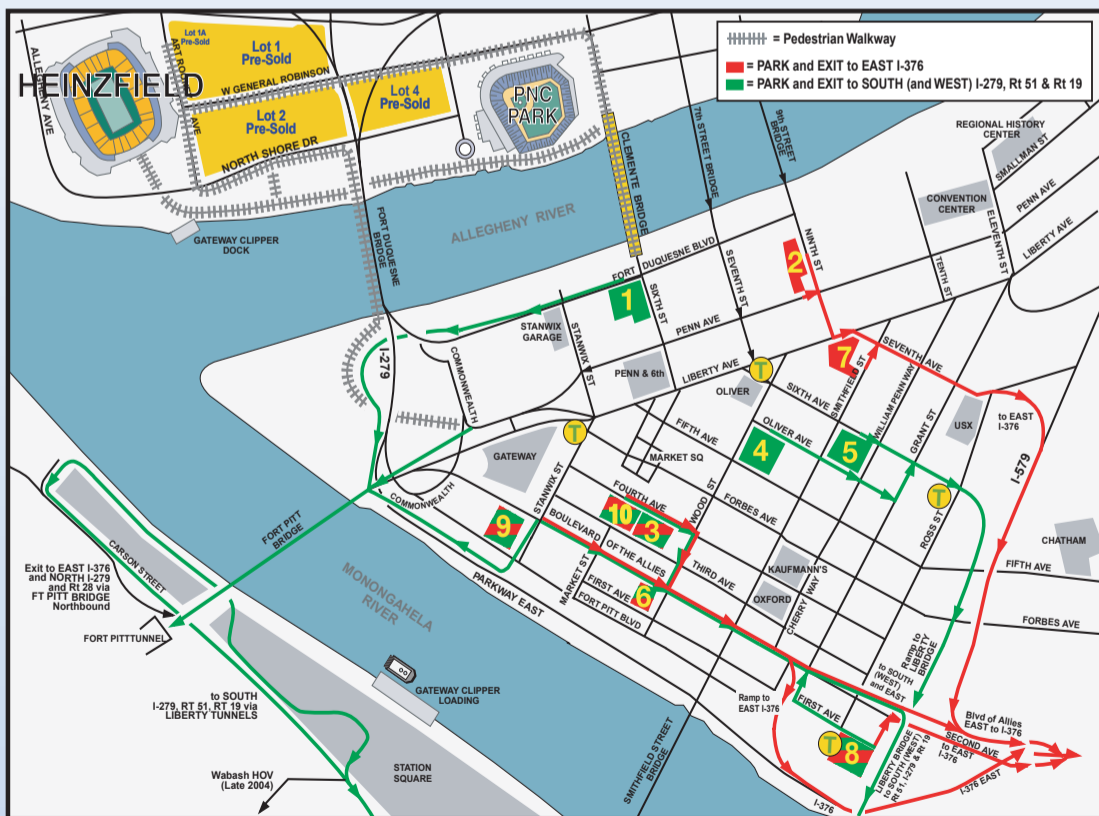 ALLEGHENY AVE
HEINZFIELD
Lot 1A
Pre-Sold
ART ROONEY
AVE
Lot 1
Pre-Sold
W GENERAL ROBINSON
Lot 2
Pre-Sold
Lot 4
Pre-Sold
NORTH SHORE DR
PNC
PARK
= Pedestrian Walkway
= PARK and EXIT to EAST I-376
= PARK and EXIT to SOUTH (and WEST) I-279, Rt 51 & Rt 19
CLEMENTE BRIDGE
7th STREET BRIDGE
9th STREET
BRIDGE
REGIONAL HISTORY
CENTER
SMALLMAN ST
PENN AVE
LIBERTY AVE
CONVENTION
CENTER
ELEVENTH ST
TENTH ST
GATEWAY CLIPPER
DOCK
FORT DUQUESNE
BRIDGE
ALLEGHENY RIVER
FORT DUQUESNE BLVD
NINTH ST
SEVENTH ST
SIXTH ST
PENN AVE
1
2
STANWIX
GARAGE
STANWIX ST
PENN & 6th
LIBERTY AVE
T
OLIVER
SIXTH AVE
SMITHFIELD ST
7
SEVENTH AVE
WILLIAM PENN WAY
GRANT ST
USX
to EAST
I-376
I-579
I-279
COMMONWEALTH
T
GATEWAY
MARKET SQ
FIFTH AVE
OLIVER AVE
4
5
T
ROSS ST
CHATHAM
FIFTH AVE
FORBES AVE
COMMONWEALTH
STANWIX ST
FOURTH AVE
WOOD ST
FORBES AVE
9
10
3
BOULEVARD
OF THE ALLIES
THIRD AVE
KAUFMANN'S
OXFORD
CHERRY WAY
6
MARKET ST
FIRST AVE
FORT PITT BLVD
PARKWAY EAST
FORT PITT
BRIDGE
CARSON STREET
Exit to EAST I-376
and NORTH I-279
and Rt 28 via
FT PITT BRIDGE
Northbound
FORT PITTTUNNEL
MONONGAHELA
RIVER
GATEWAY CLIPPER
LOADING
to SOUTH
I-279, RT 51, RT 19 via
LIBERTY TUNNELS
STATION
SQUARE
Wabash HOV
(Late 2004)
SMITHFIELD STREET
BRIDGE
Ramp to
EAST I-376
FIRST AVE
T
8
Ramp to
LIBERTY
BRIDGE
to SOUTH
(WEST)
and EAST
LIBERTY BRIDGE
to SOUTH (WEST)
Rt 51, I-279 & Rt 19
Blvd of Allies
EAST to I-376
SECOND AVE
to EAST
I-376
I-376 EAST
I-376